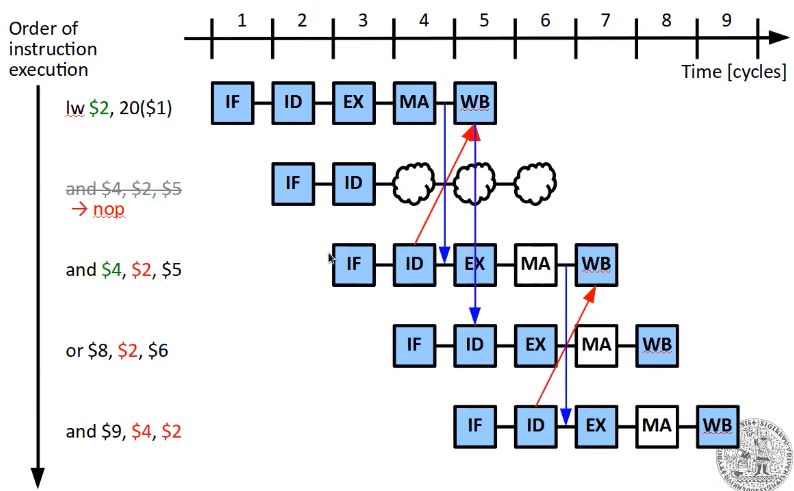 Order of
instruction
execution
1 2 3 4 5 6 7 8 9
Time [cycles]
lw $2, 20($1)
IF ID EX MA WB
and $4, $2, $5
→ nop
IF ID
and $4, $2, $5
IF ID EX MA WB
or $8, $2, $6
IF ID EX MA WB
and $9, $4, $2
IF ID EX MA WB